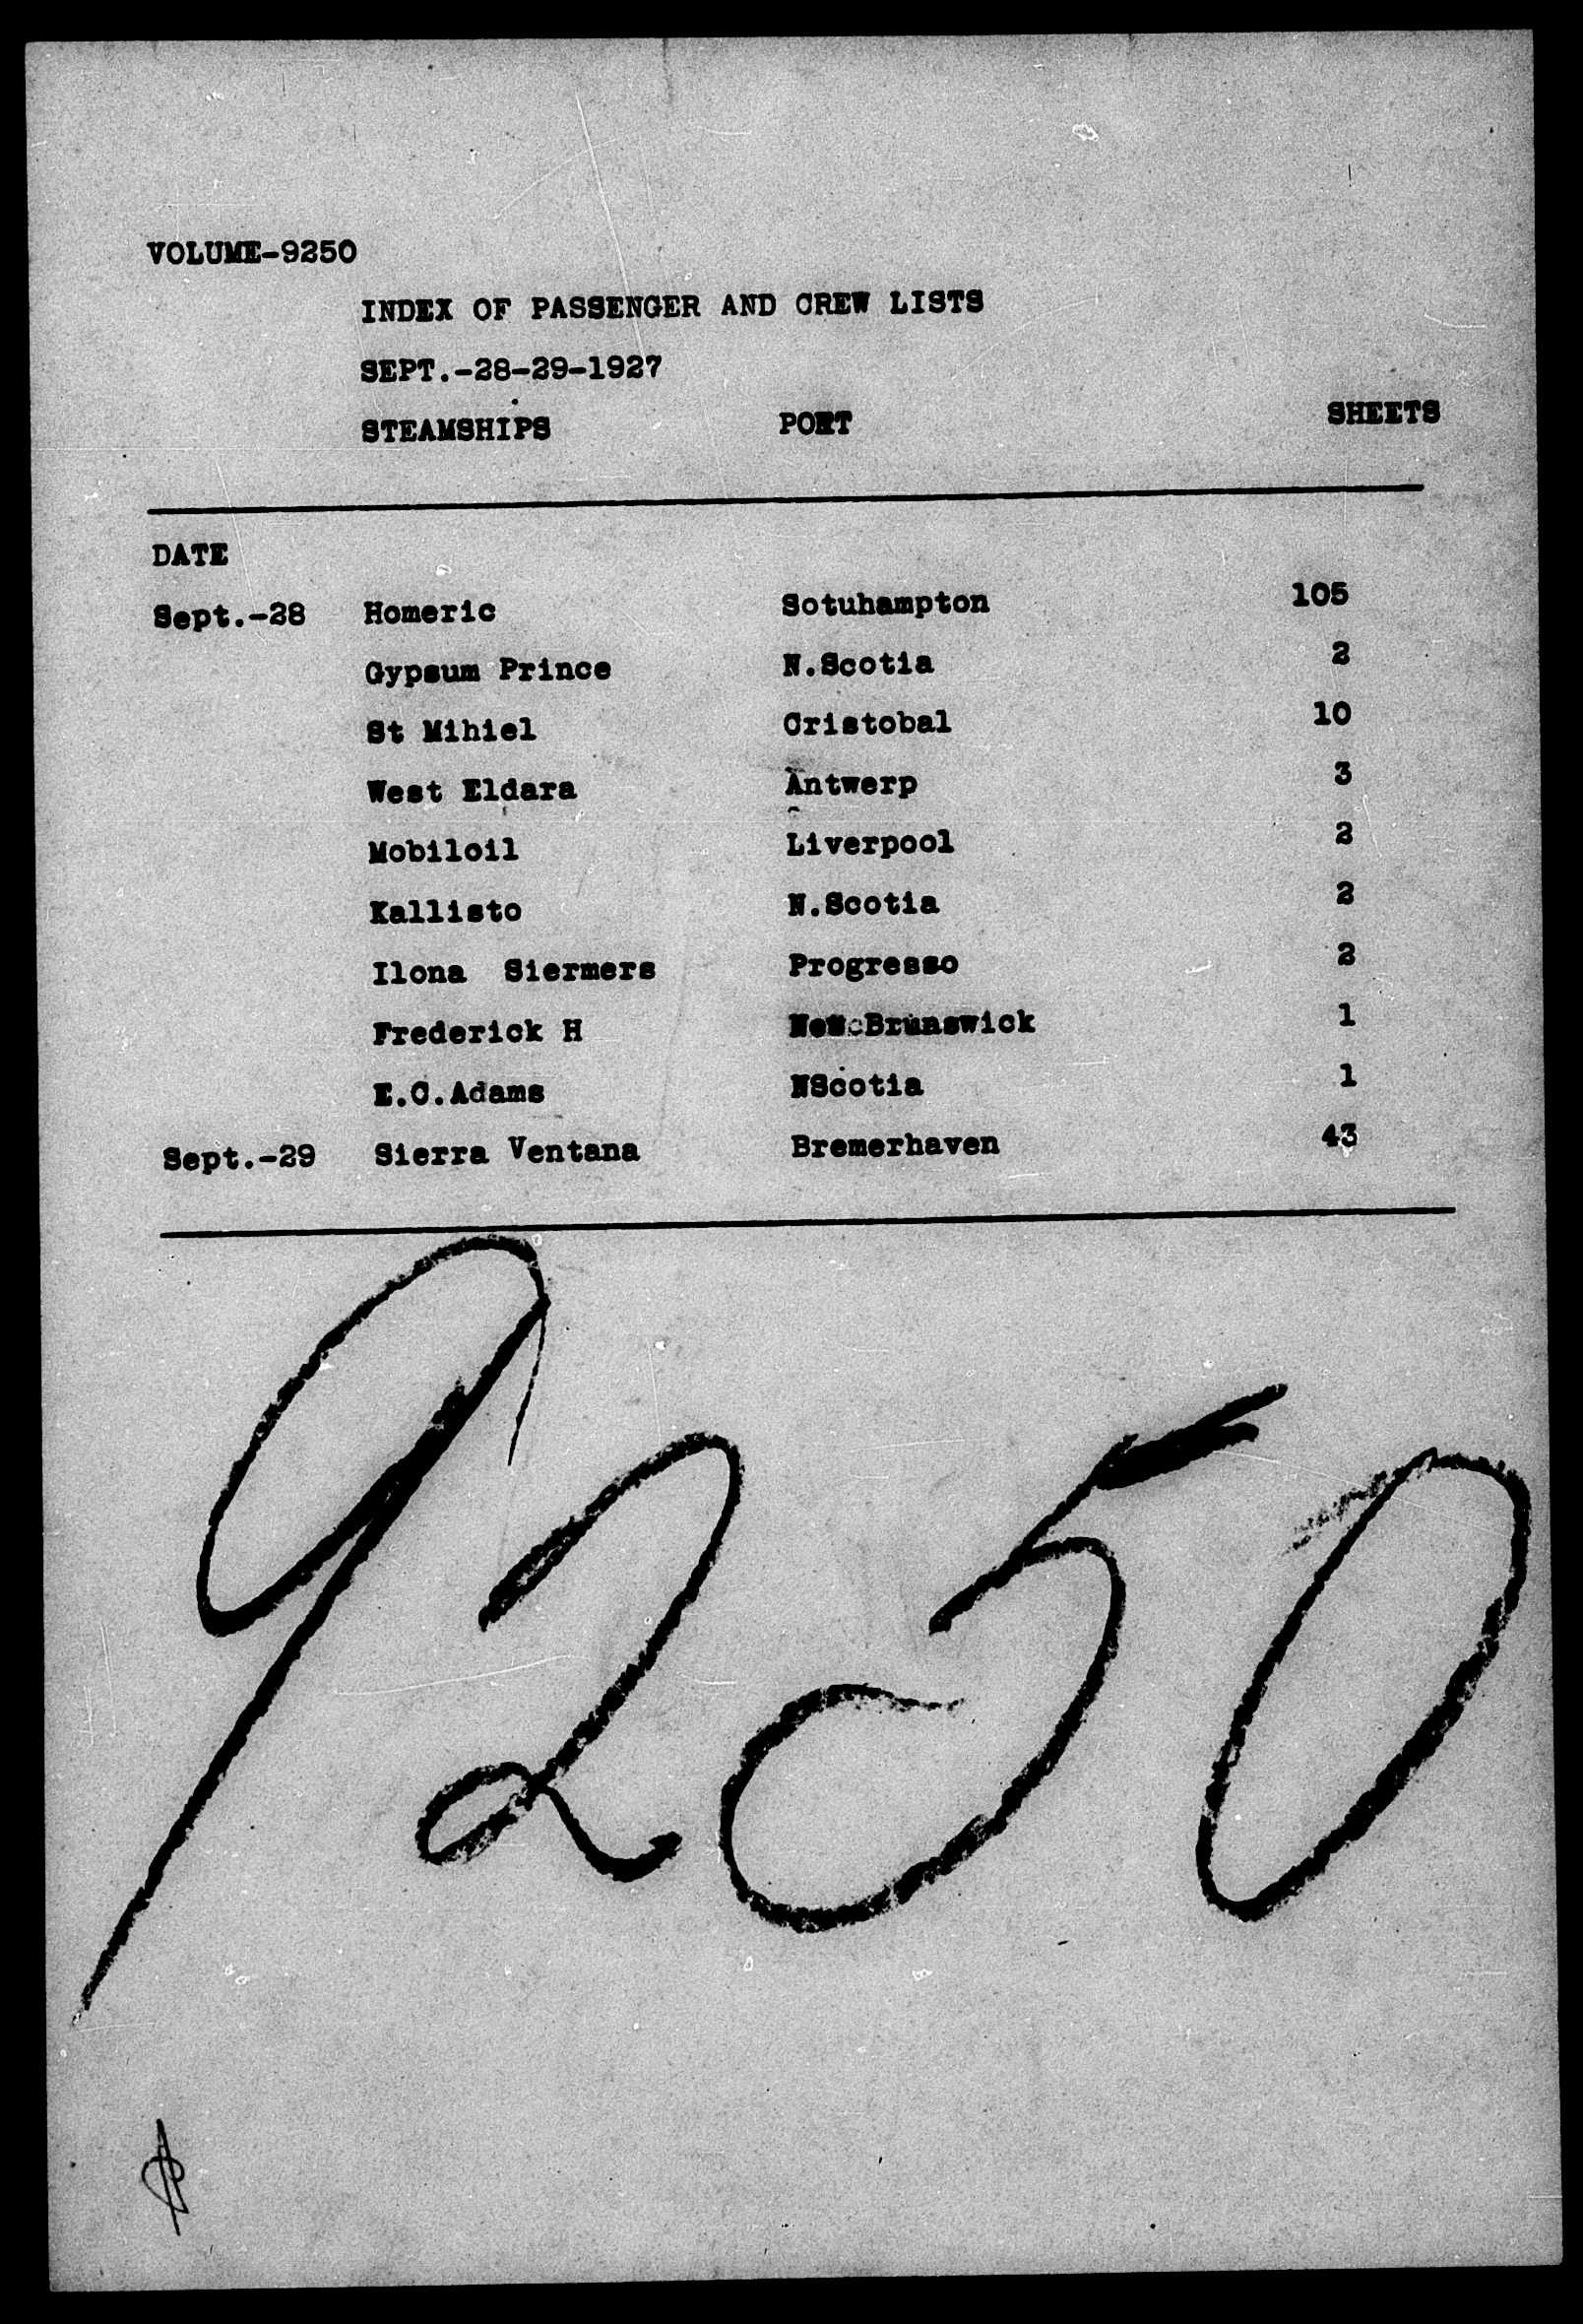 VOLUME-9250
INDEX OF PASSENGER AND CREW LISTS
SEPT.-28-29-1927
STEAMSHIPS PORT SHEETS
DATE
Sept.-28 Homeric Sotuhampton 105
Gypsum Prince N.Scotia 2
St Mihiel Cristobal 10
West Eldara Antwerp 3
Mobiloil Liverpool 2
Kallisto N.Scotia 2
Ilona Siermers Progresso 2
Frederick H New Brunswick 1
E.C.Adams NScotia 1
Sept.-29 Sierra Ventana Bremerhaven 43
9250